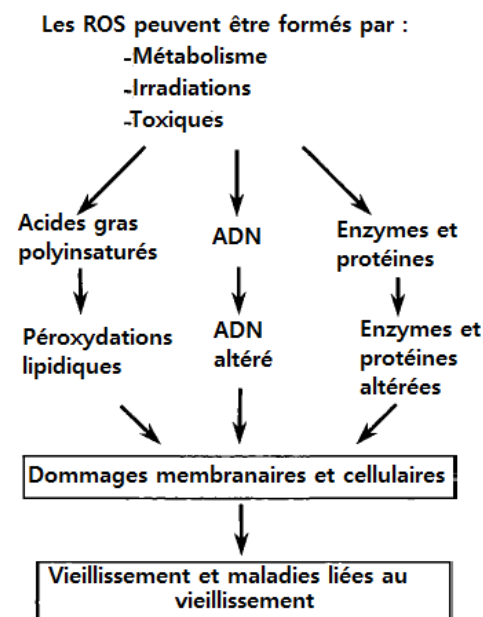 Les ROS peuvent être formés par :
-Métabolisme
-Irradiations
-Toxiques
Acides gras
polyinsaturés
ADN
Enzymes et
protéines
Péroxydations
lipidiques
ADN
altéré
Enzymes et
protéines
altérées
Dommages membranaires et cellulaires
Vieillissement et maladies liées au
vieillissement